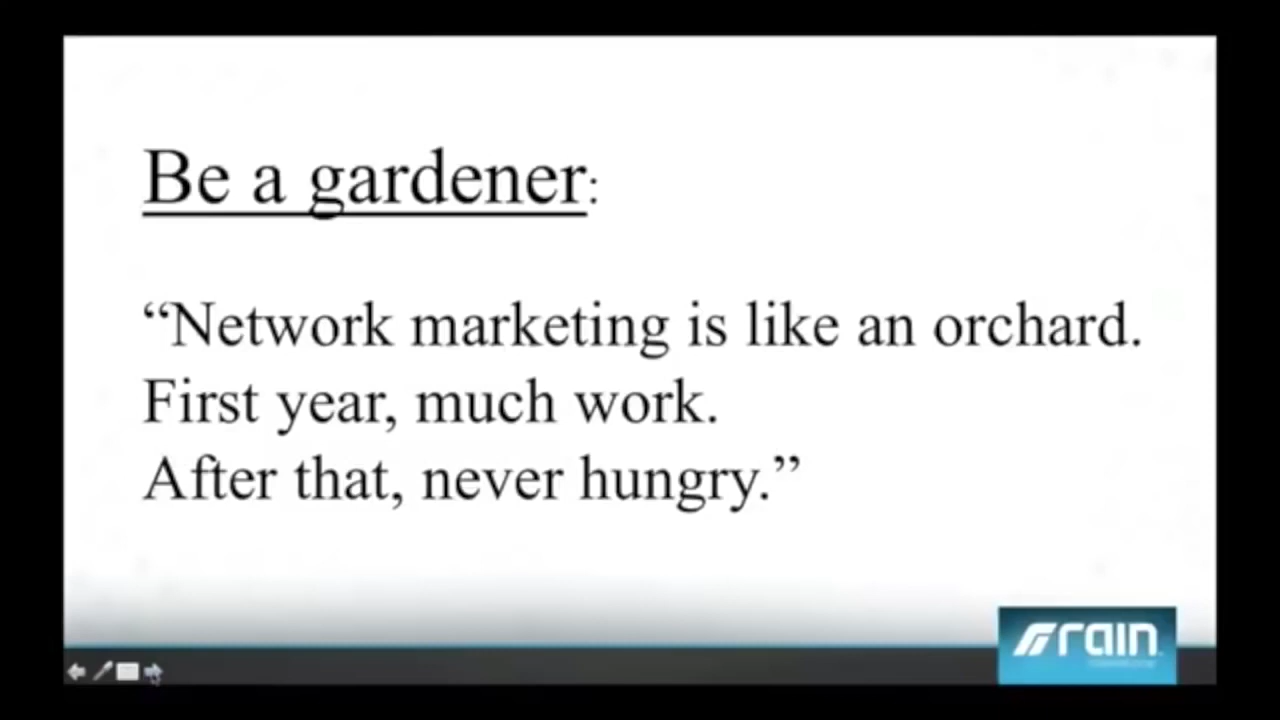 Be a gardener:
“Network marketing is like an orchard.
First year, much work.
After that, never hungry.”
rain